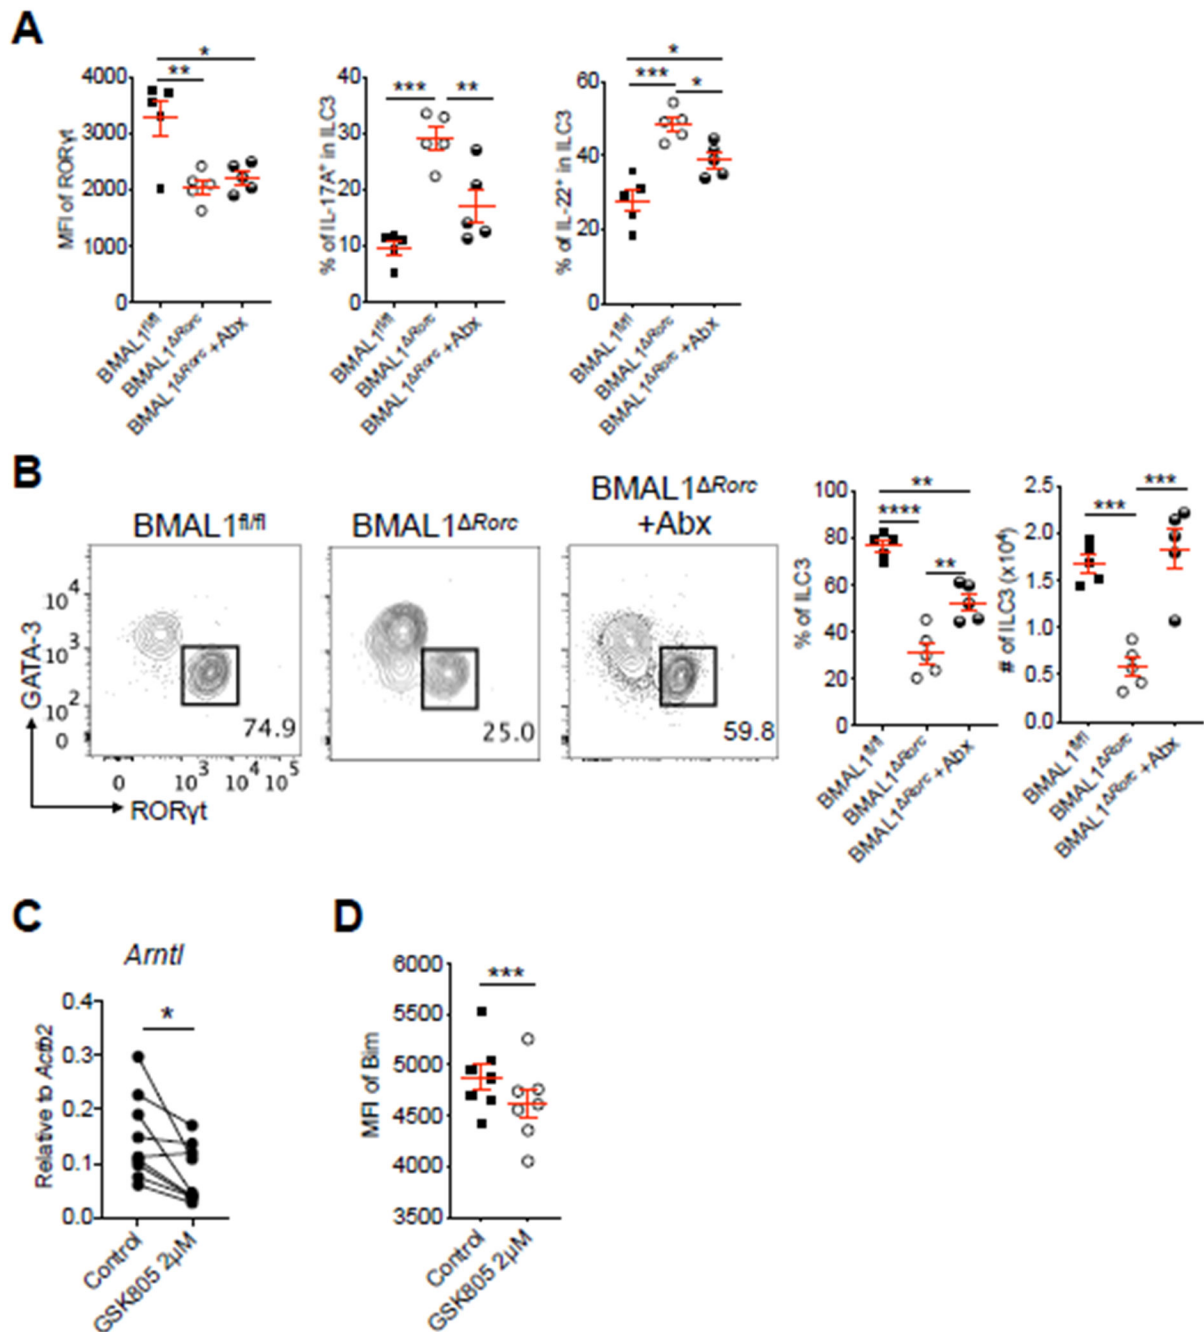 A
MFI of RORγt
4000
3000
2000
1000
0
*
**
BMAL1fl/fl
BMAL1ΔRorc
BMAL1ΔRorc +Abx
% of IL-17A+ in ILC3
40
30
20
10
0
***
**
BMAL1fl/fl
BMAL1ΔRorc
BMAL1ΔRorc +Abx
% of IL-22+ in ILC3
60
40
20
0
*
***
*
BMAL1fl/fl
BMAL1ΔRorc
BMAL1ΔRorc +Abx
B
BMAL1fl/fl
BMAL1ΔRorc
BMAL1ΔRorc
+Abx
GATA-3
10^4
10^3
10^2
0
74.9
25.0
59.8
0
10^3
10^4
10^5
RORγt
% of ILC3
100
80
60
40
20
0
**
****
**
BMAL1fl/fl
BMAL1ΔRorc
BMAL1ΔRorc +Abx
# of ILC3 (x10^4)
2.5
2.0
1.5
1.0
0.5
0.0
***
***
BMAL1fl/fl
BMAL1ΔRorc
BMAL1ΔRorc +Abx
C
Arntl
Relative to Actb2
0.4
0.3
0.2
0.1
0.0
*
Control
GSK805 2μM
D
MFI of Bim
6000
5500
5000
4500
4000
3500
***
Control
GSK805 2μM